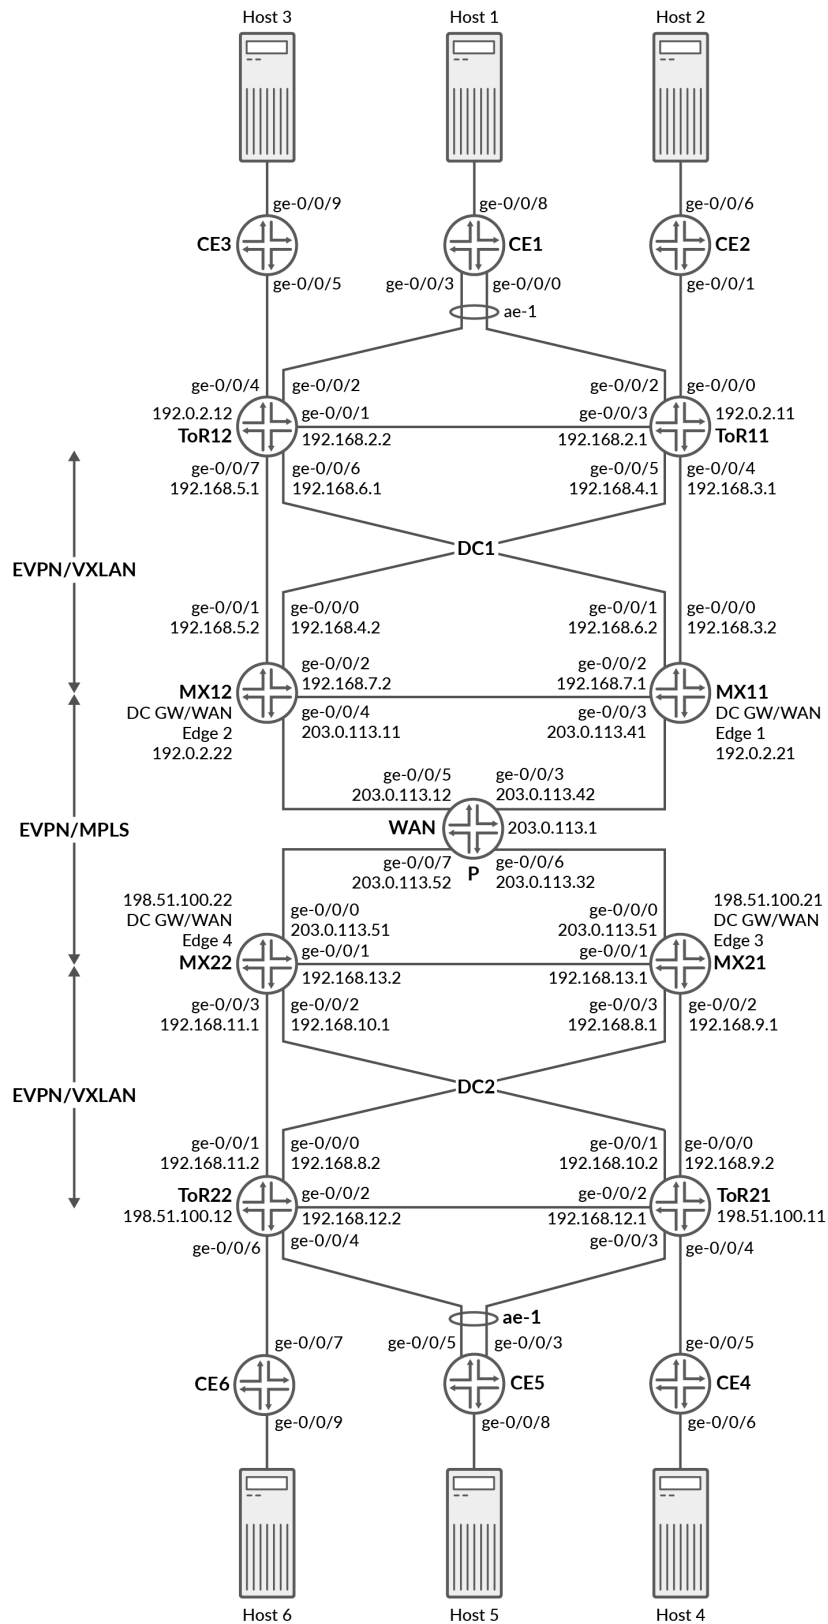 Host 3
Host 1
Host 2
ge-0/0/9
ge-0/0/8
ge-0/0/6
CE3
CE1
CE2
ge-0/0/5
ge-0/0/3
ge-0/0/0
ge-0/0/1
ae-1
ge-0/0/4
ge-0/0/2
ge-0/0/2
ge-0/0/0
192.0.2.12
ToR12
ge-0/0/1
192.168.2.2
ge-0/0/3
192.168.2.1
192.0.2.11
ToR11
ge-0/0/7
192.168.5.1
ge-0/0/6
192.168.6.1
ge-0/0/5
192.168.4.1
ge-0/0/4
192.168.3.1
DC1
EVPN/VXLAN
ge-0/0/1
192.168.5.2
ge-0/0/0
192.168.4.2
ge-0/0/1
192.168.6.2
ge-0/0/0
192.168.3.2
MX12
DC GW/WAN
Edge 2
192.0.2.22
ge-0/0/2
192.168.7.2
ge-0/0/4
203.0.113.11
ge-0/0/2
192.168.7.1
ge-0/0/3
203.0.113.41
MX11
DC GW/WAN
Edge 1
192.0.2.21
ge-0/0/5
203.0.113.12
ge-0/0/3
203.0.113.42
EVPN/MPLS
WAN
203.0.113.1
P
ge-0/0/7
203.0.113.52
ge-0/0/6
203.0.113.32
198.51.100.22
DC GW/WAN
Edge 4
MX22
ge-0/0/0
203.0.113.51
ge-0/0/1
192.168.13.2
ge-0/0/0
203.0.113.51
ge-0/0/1
192.168.13.1
198.51.100.21
DC GW/WAN
Edge 3
MX21
ge-0/0/3
192.168.11.1
ge-0/0/2
192.168.10.1
ge-0/0/3
192.168.8.1
ge-0/0/2
192.168.9.1
DC2
EVPN/VXLAN
ge-0/0/1
192.168.11.2
ge-0/0/0
192.168.8.2
ge-0/0/1
192.168.10.2
ge-0/0/0
192.168.9.2
ToR22
198.51.100.12
ge-0/0/2
192.168.12.2
ge-0/0/2
192.168.12.1
ToR21
198.51.100.11
ge-0/0/6
ge-0/0/4
ge-0/0/3
ge-0/0/4
ae-1
ge-0/0/7
ge-0/0/5
ge-0/0/3
ge-0/0/5
CE6
CE5
CE4
ge-0/0/9
ge-0/0/8
ge-0/0/6
Host 6
Host 5
Host 4